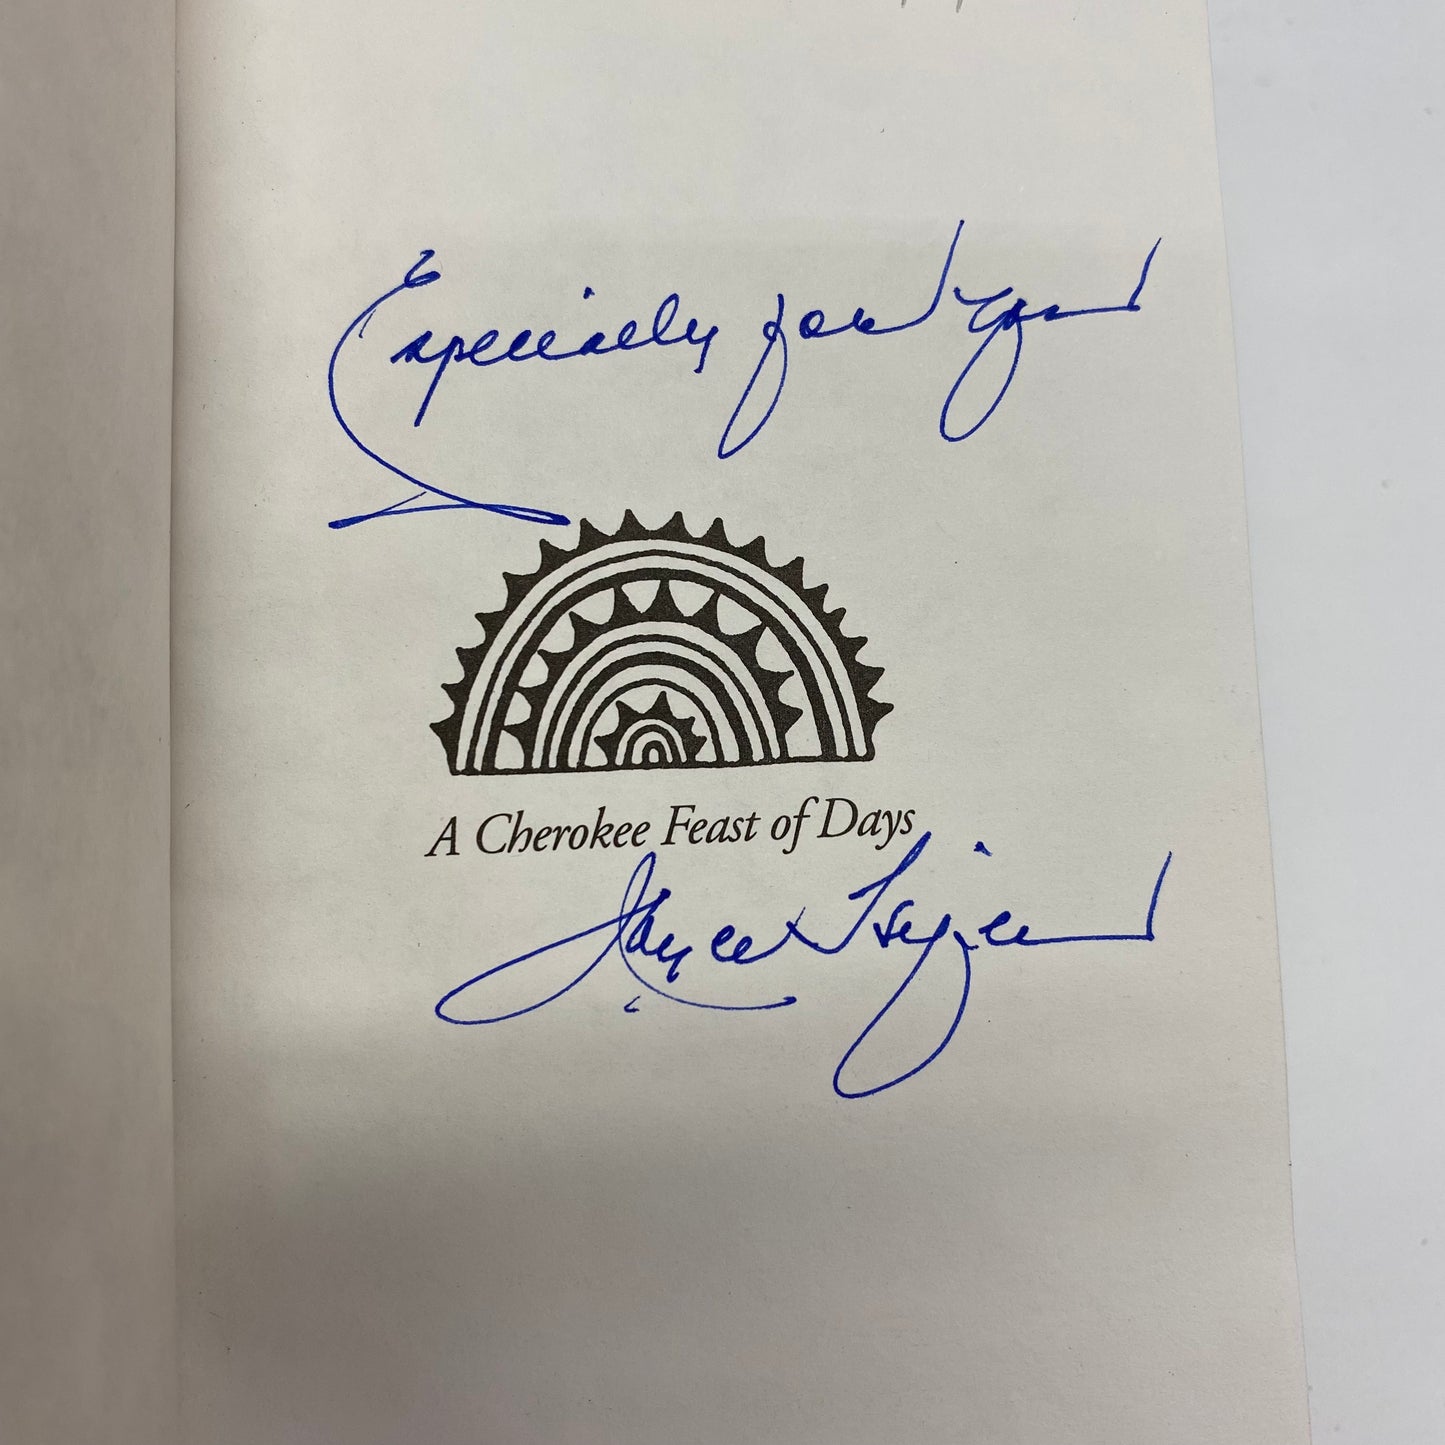 Especially for You
A Cherokee Feast of Days
Joyce Hifler